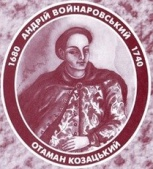 1680 АНДРІЙ ВОЙНАРОВСЬКИЙ 1740
ОТАМАН КОЗАЦЬКИЙ